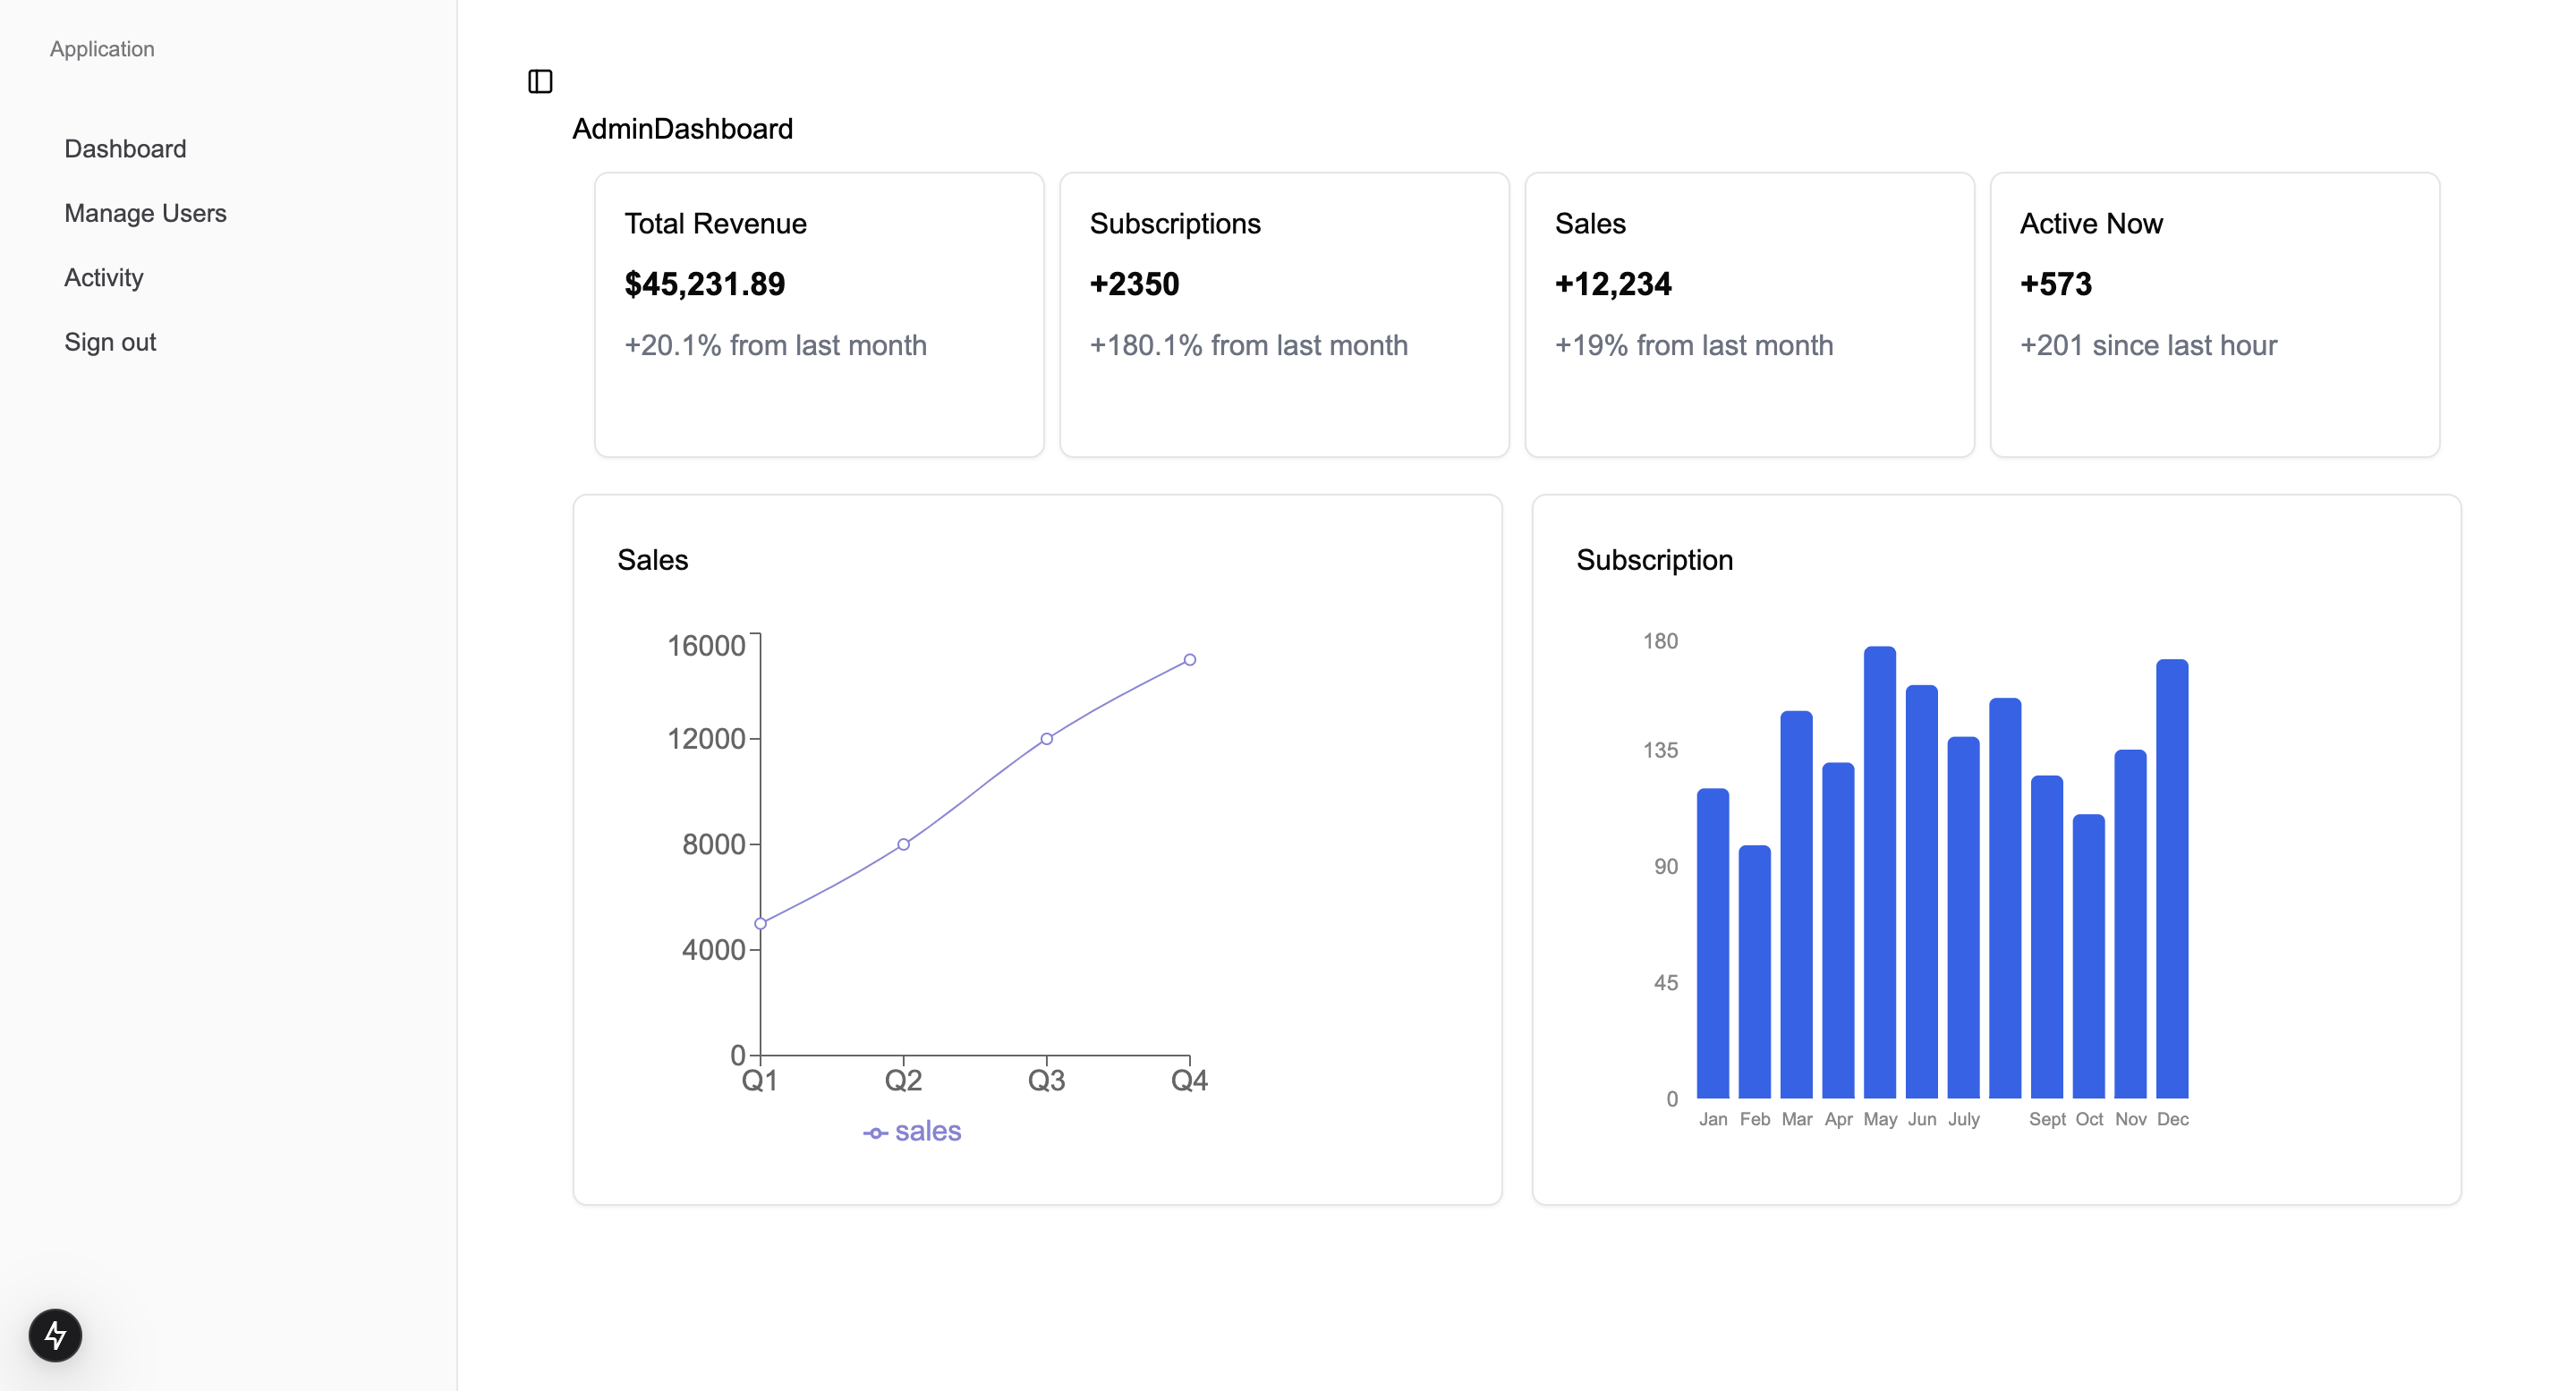 Application
Dashboard
Manage Users
Activity
Sign out
AdminDashboard
Total Revenue
$45,231.89
+20.1% from last month
Subscriptions
+2350
+180.1% from last month
Sales
+12,234
+19% from last month
Active Now
+573
+201 since last hour
Sales
16000
12000
8000
4000
0
Q1 Q2 Q3 Q4
sales
Subscription
180
135
90
45
0
Jan Feb Mar Apr May Jun July Sept Oct Nov Dec